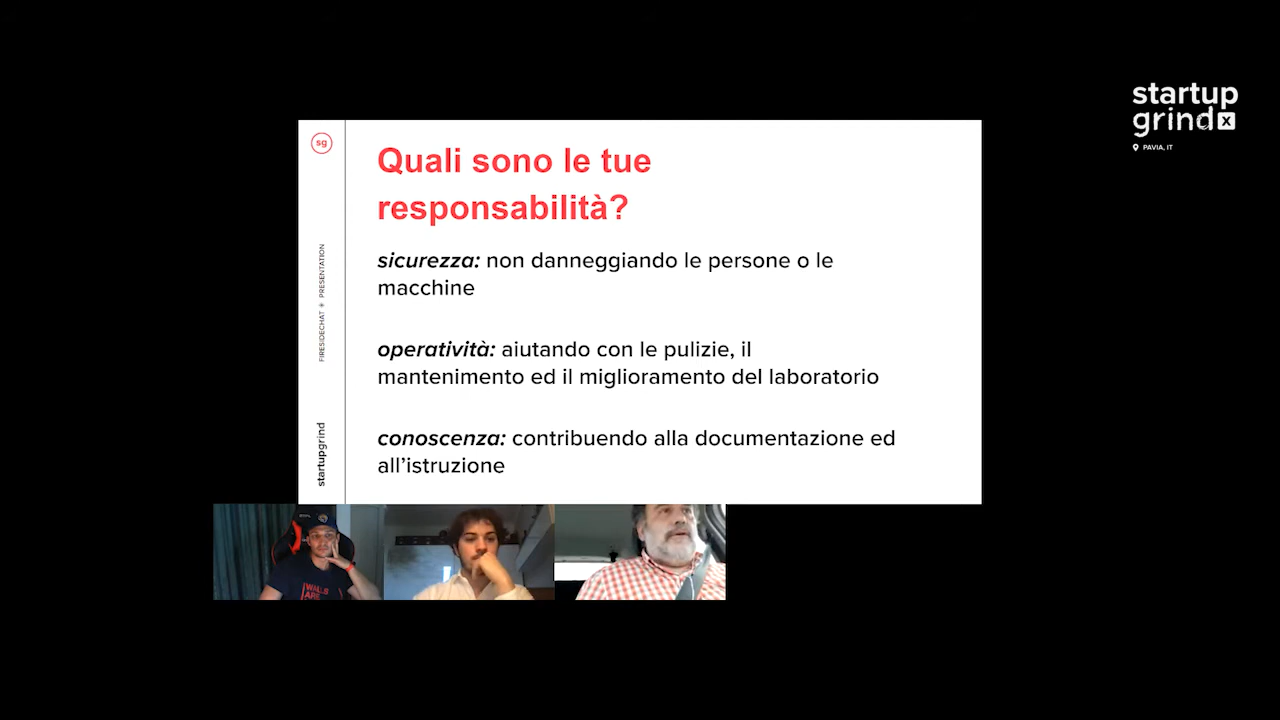 startup
grind x
PAVIA, IT
sg
FIRESIDECHAT + PRESENTATION
startupgrind
Quali sono le tue
responsabilità?
sicurezza: non danneggiando le persone o le
macchine
operatività: aiutando con le pulizie, il
mantenimento ed il miglioramento del laboratorio
conoscenza: contribuendo alla documentazione ed
all’istruzione
WALLS
ARE